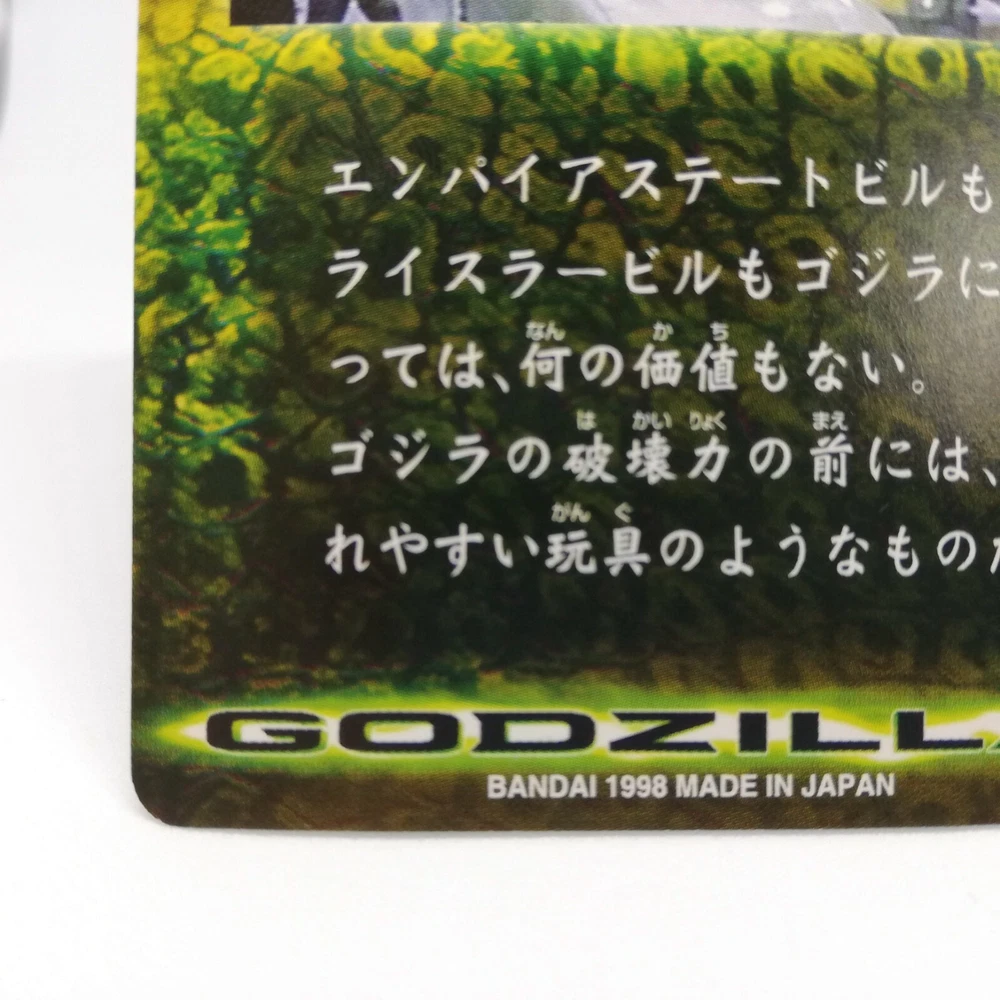 エンパイアステートビルも
ライスラービルもゴジラに
っては、何の価値もない。
ゴジラの破壊力の前には、
れやすい玩具のようなもの
GODZILL
BANDAI 1998 MADE IN JAPAN